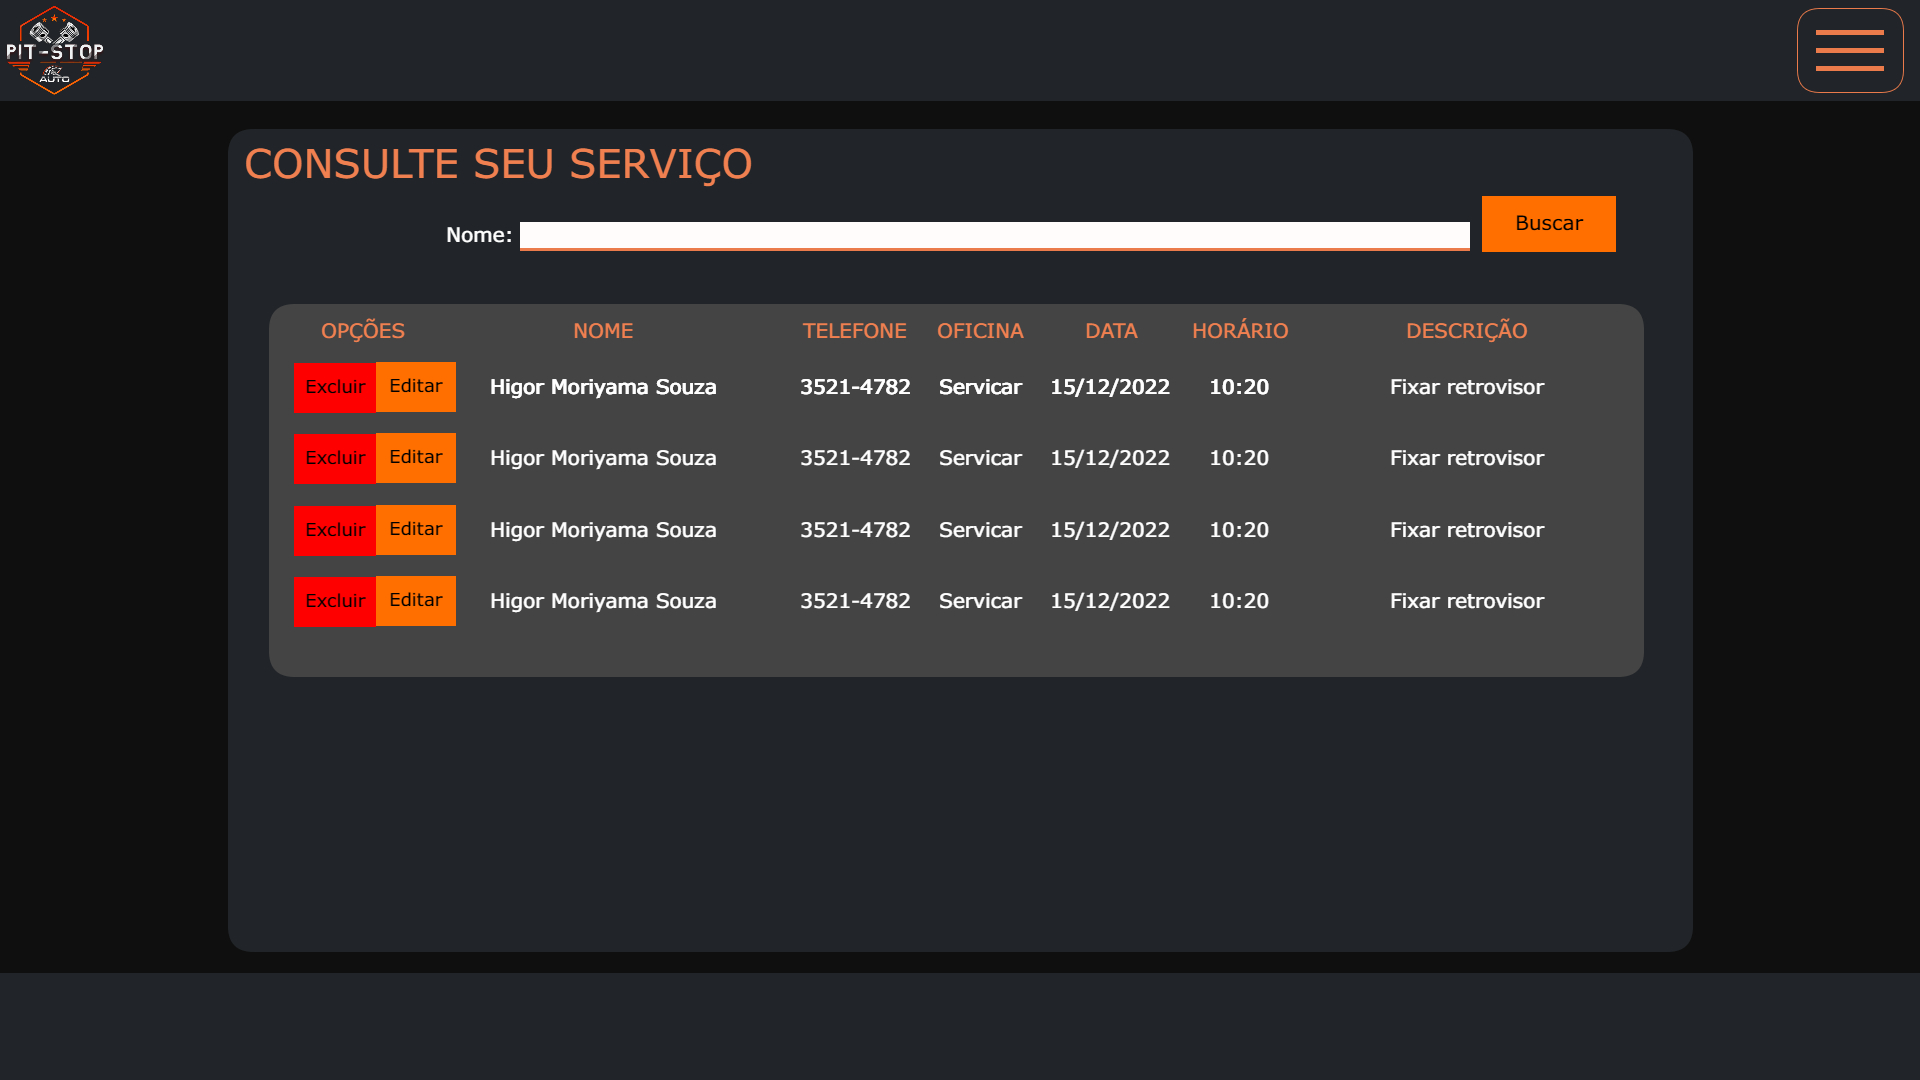 PIT-STOP
AUTO
CONSULTE SEU SERVIÇO
Nome:
Buscar
OPÇÕES NOME TELEFONE OFICINA DATA HORÁRIO DESCRIÇÃO
Excluir Editar Higor Moriyama Souza 3521-4782 Servicar 15/12/2022 10:20 Fixar retrovisor
Excluir Editar Higor Moriyama Souza 3521-4782 Servicar 15/12/2022 10:20 Fixar retrovisor
Excluir Editar Higor Moriyama Souza 3521-4782 Servicar 15/12/2022 10:20 Fixar retrovisor
Excluir Editar Higor Moriyama Souza 3521-4782 Servicar 15/12/2022 10:20 Fixar retrovisor